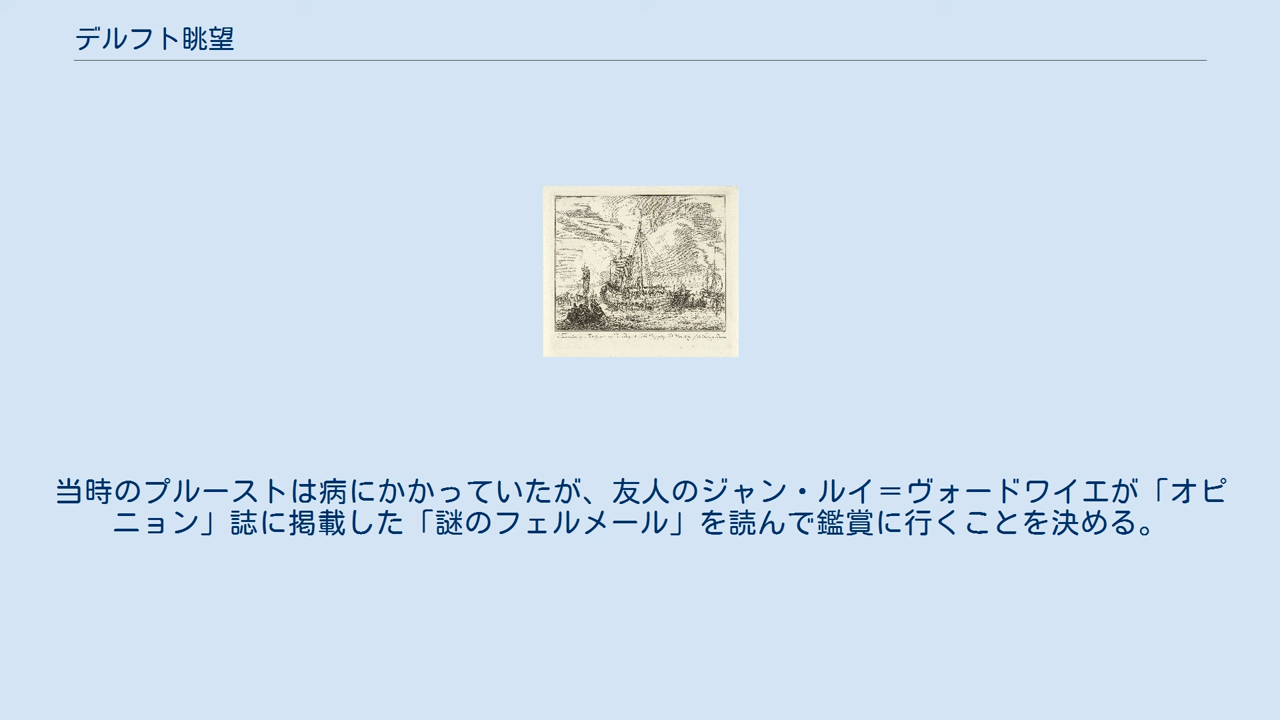 デルフト眺望
当時のプルーストは病にかかっていたが、友人のジャン・ルイ＝ヴォードワイエが「オピ
ニョン」誌に掲載した「謎のフェルメール」を読んで鑑賞に行くことを決める。